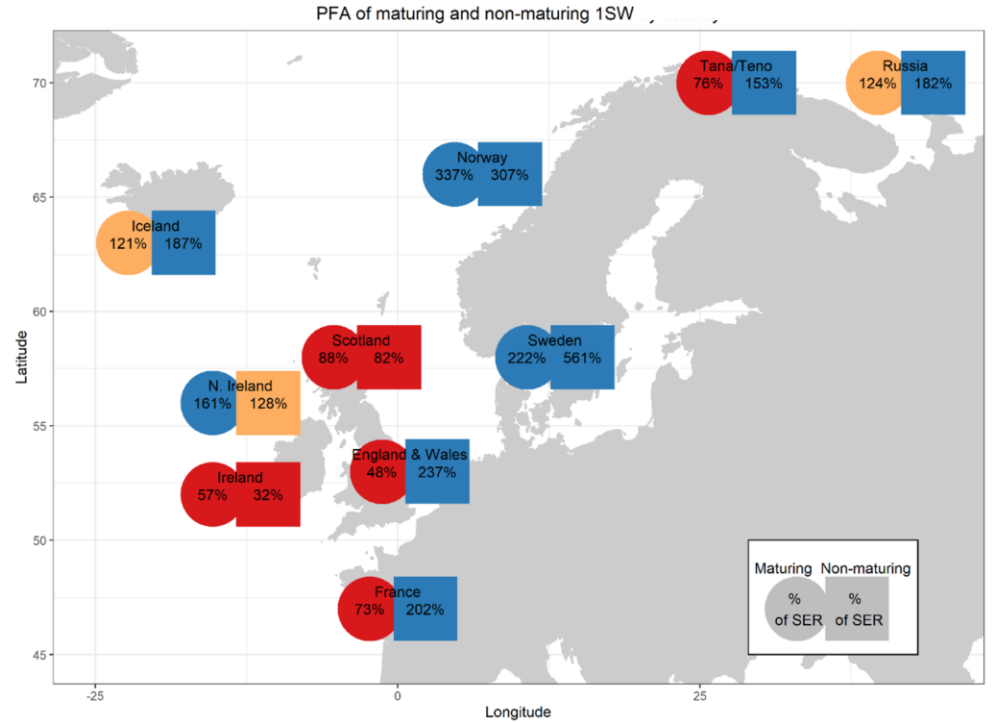 PFA of maturing and non-maturing 1SW
Tana/Teno
76% 153%
Russia
124% 182%
Norway
337% 307%
Iceland
121% 187%
Scotland
88% 82%
Sweden
222% 561%
N. Ireland
161% 128%
England & Wales
48% 237%
Ireland
57% 32%
France
73% 202%
Maturing Non-maturing
% %
of SER of SER
70
65
60
55
50
45
Latitude
-25 0 25
Longitude